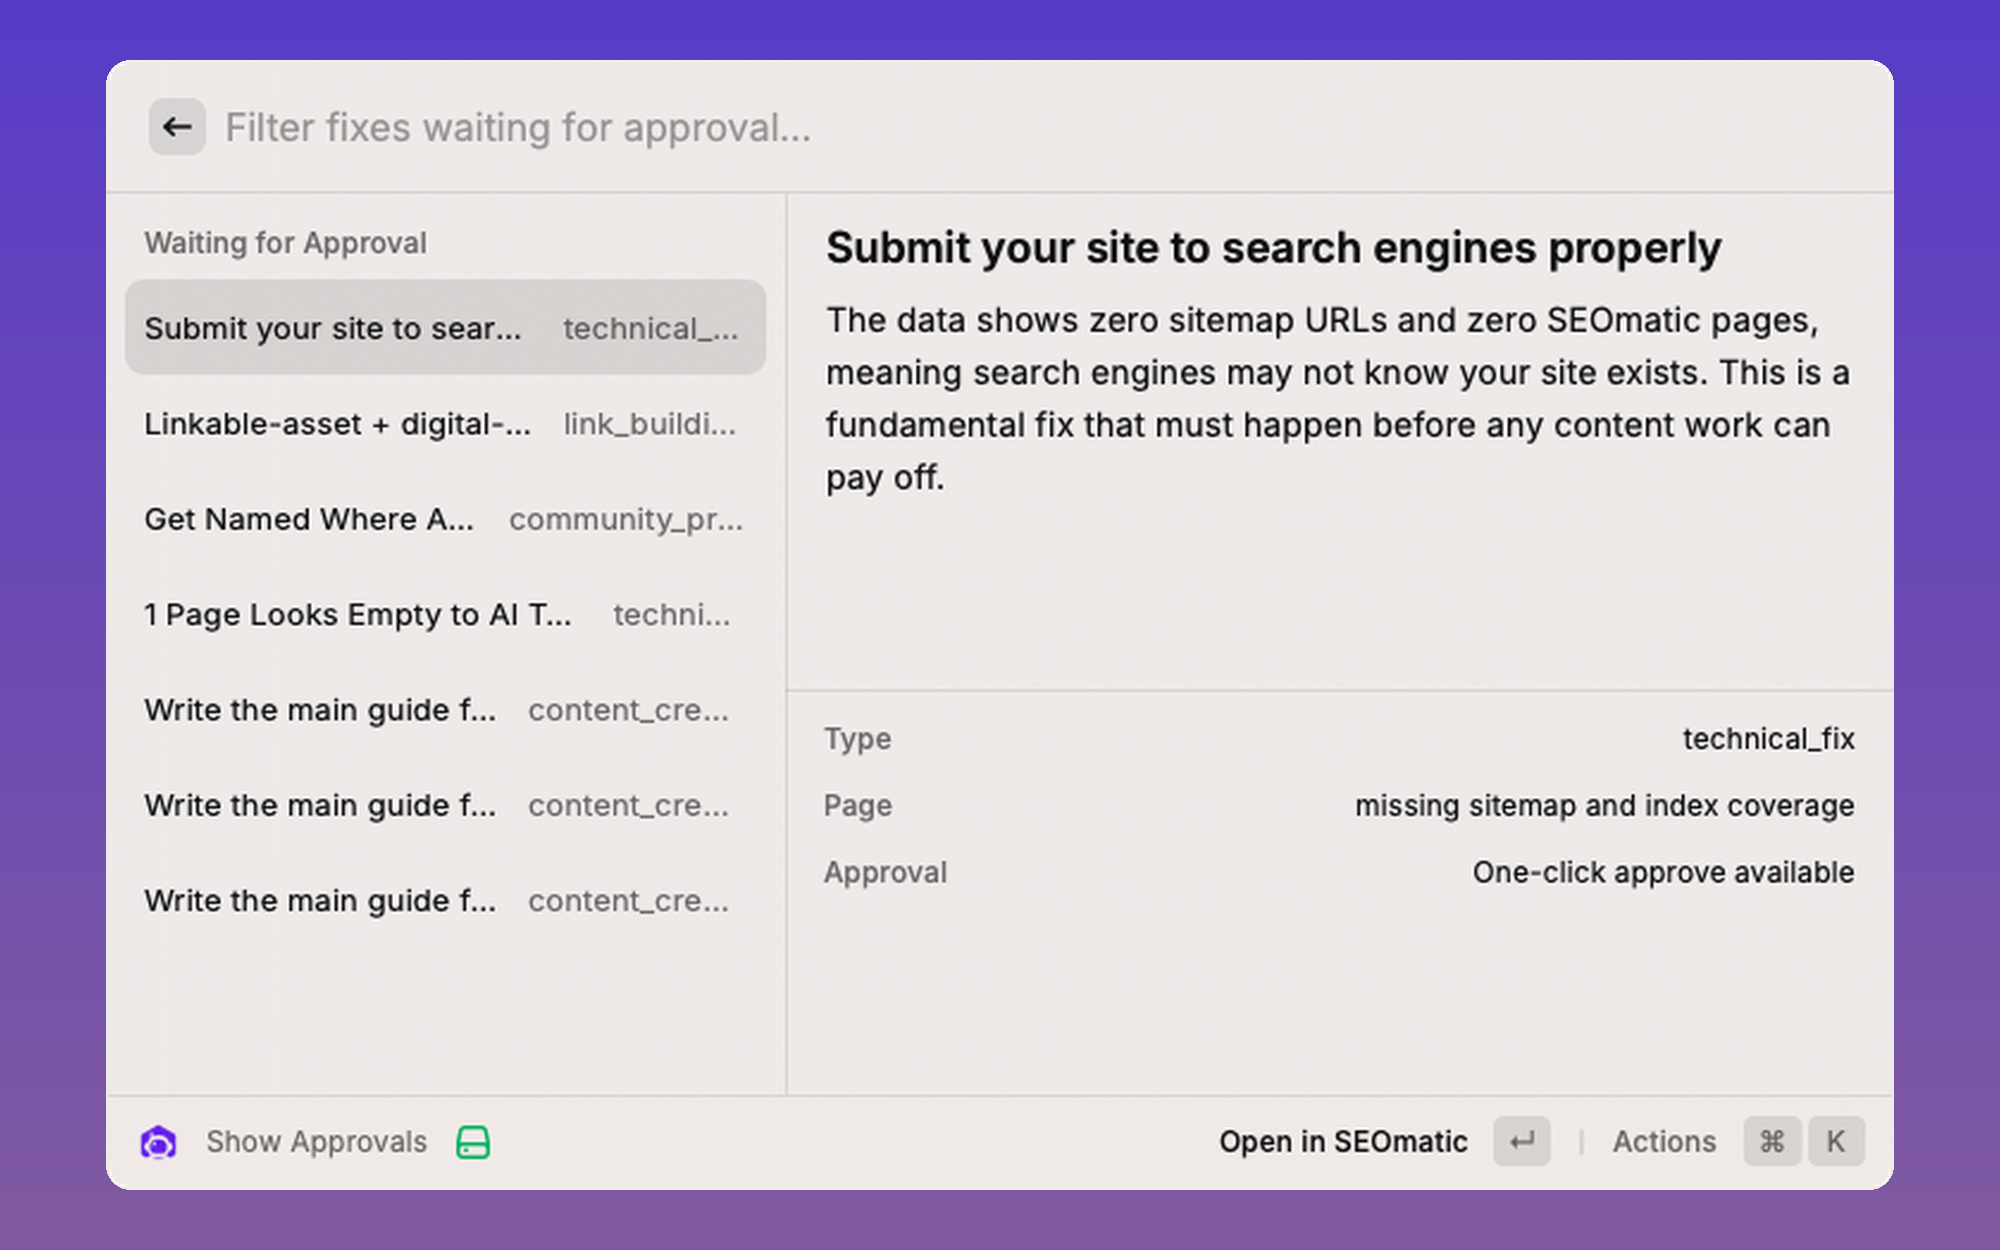 Filter fixes waiting for approval...
Waiting for Approval
Submit your site to sear... technical_...
Linkable-asset + digital-... link_buildi...
Get Named Where A... community_pr...
1 Page Looks Empty to AI T... techni...
Write the main guide f... content_cre...
Write the main guide f... content_cre...
Write the main guide f... content_cre...
Submit your site to search engines properly
The data shows zero sitemap URLs and zero SEOmatic pages,
meaning search engines may not know your site exists. This is a
fundamental fix that must happen before any content work can
pay off.
Type technical_fix
Page missing sitemap and index coverage
Approval One-click approve available
Show Approvals
Open in SEOmatic ↵ | Actions ⌘ K